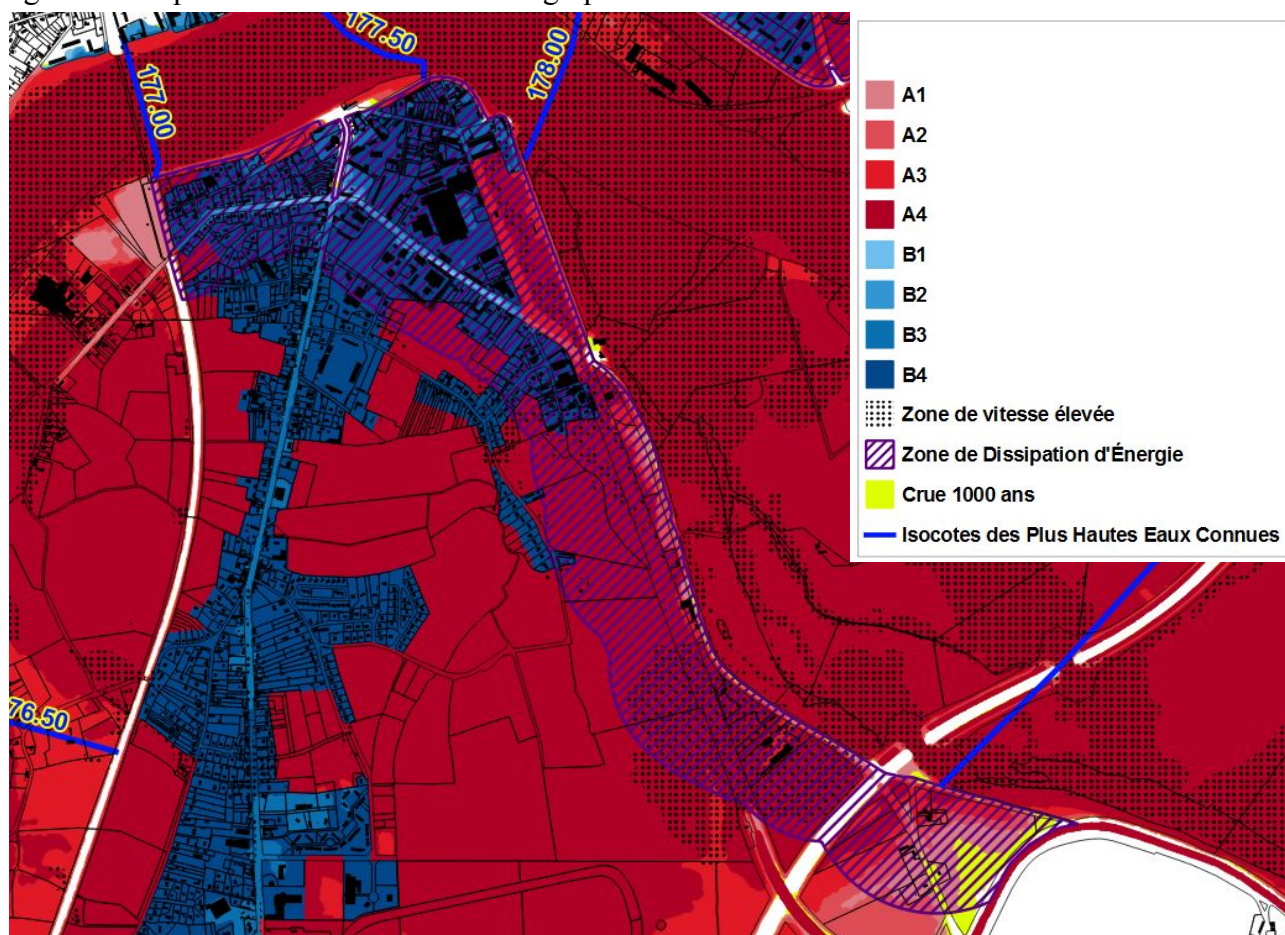 177.50
178.00
177.00
76.50
A1
A2
A3
A4
B1
B2
B3
B4
Zone de vitesse élevée
Zone de Dissipation d'Énergie
Crue 1000 ans
Isocotes des Plus Hautes Eaux Connues